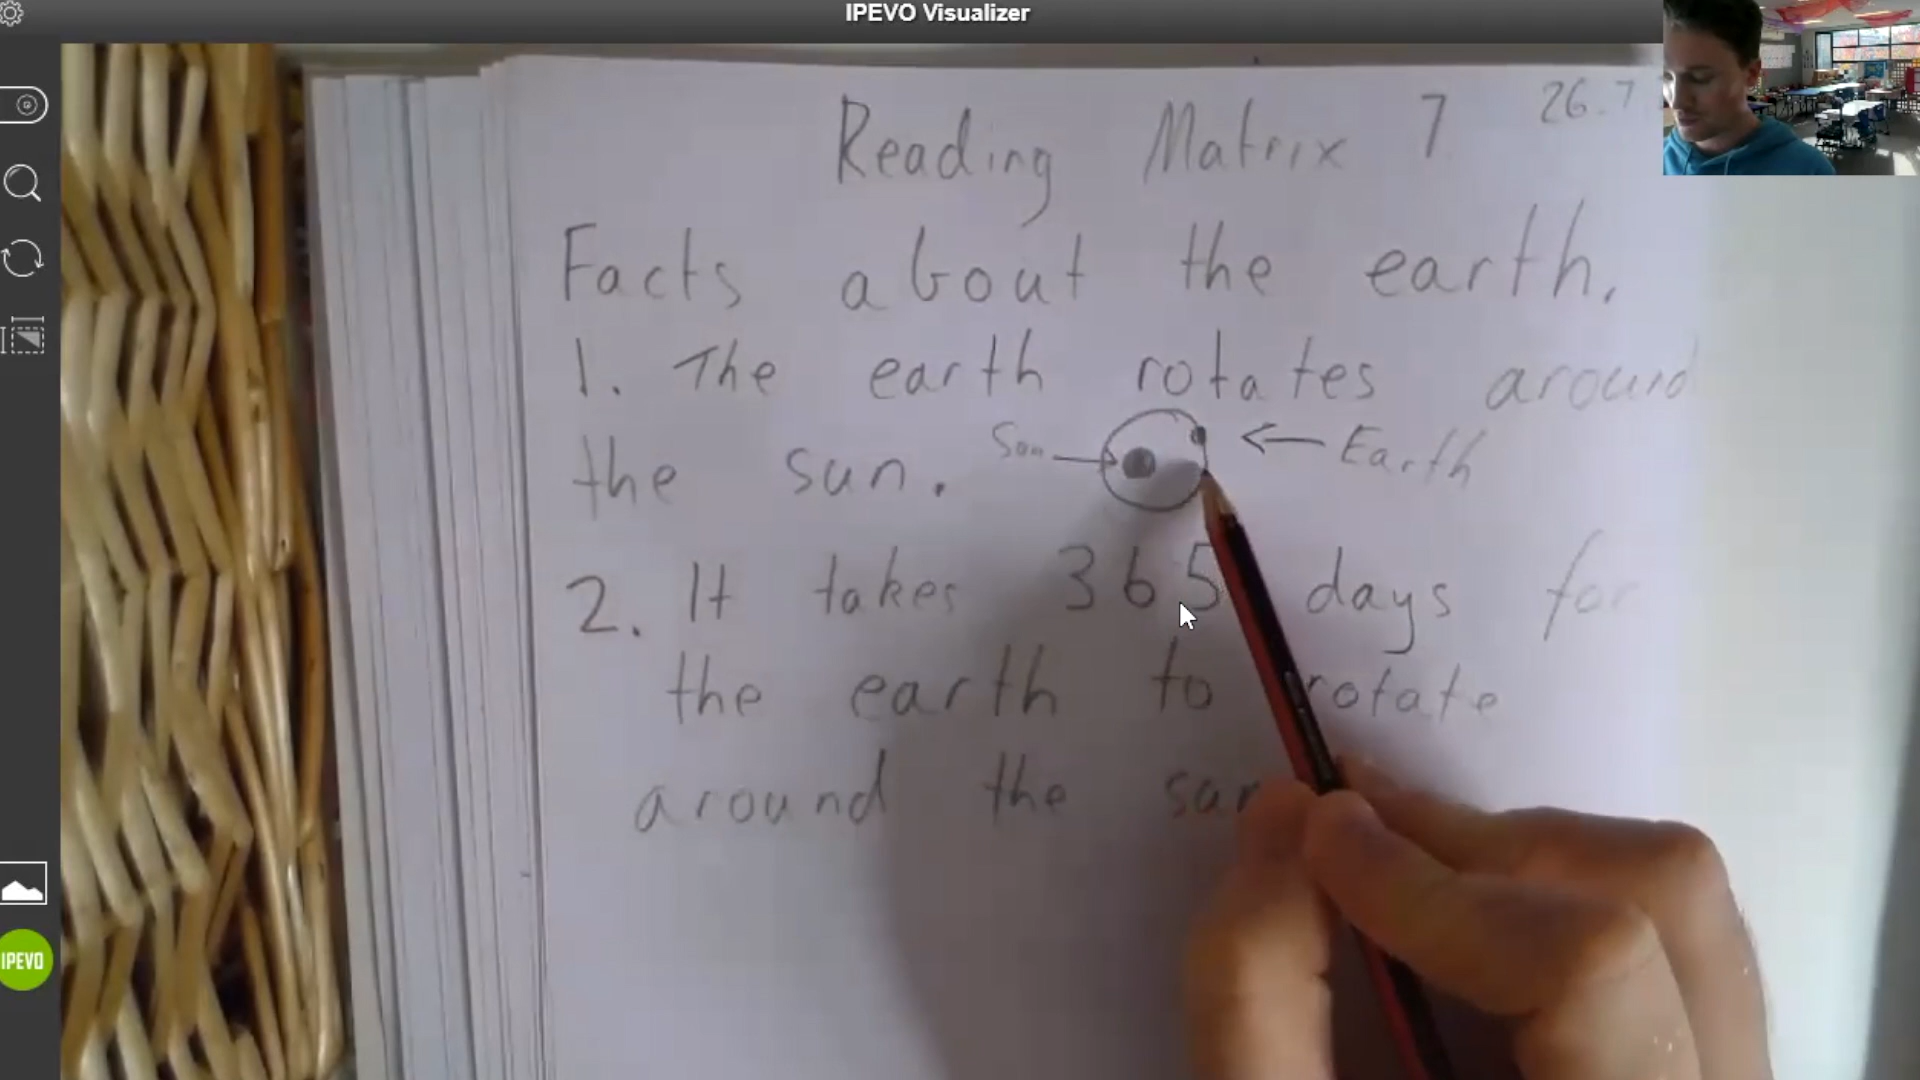 IPEVO Visualizer
Reading Matrix 7 26.7
Facts about the earth.
1. The earth rotates around
Sun Earth
the sun.
2. It takes 365 days for
the earth to rotate
around the sun
IPEVO